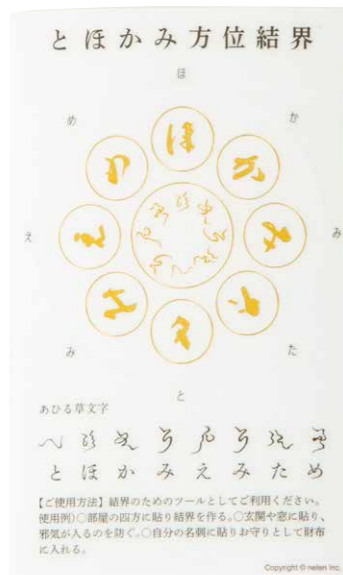 とほかみ方位結界
ほ
め か
え み
み た
と
あひる草文字
と ほ か み え み た め
【ご使用方法】結界のためのツールとしてご利用ください。
使用例)○部屋の四方に貼り結界を作る。○玄関や窓に貼り、
邪気が入るのを防ぐ。○自分の名刺に貼りお守りとして財布
に入れる。
Copyright © nelen Inc.